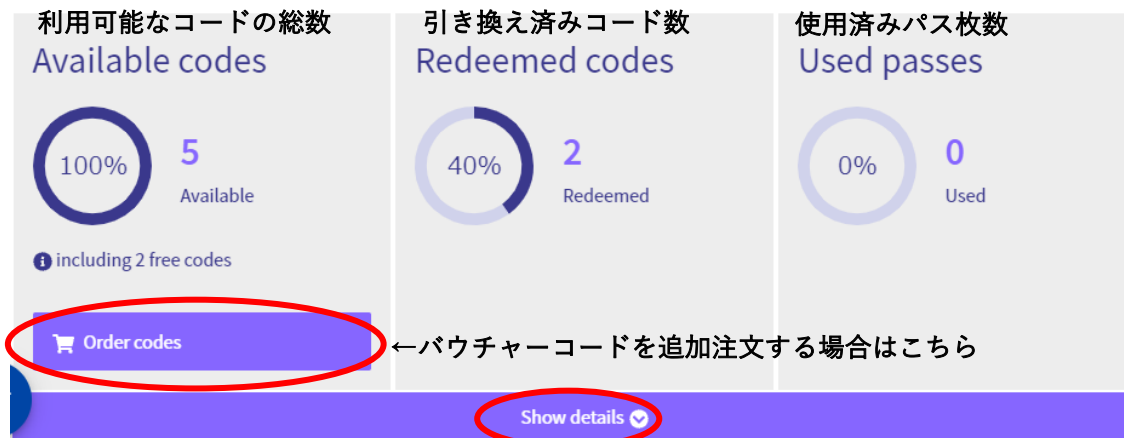 利用可能なコードの総数
Available codes
100%
5
Available
including 2 free codes
Order codes
引き換え済みコード数
Redeemed codes
40%
2
Redeemed
使用済みパス枚数
Used passes
0%
0
Used
←バウチャーコードを追加注文する場合はこちら
Show details